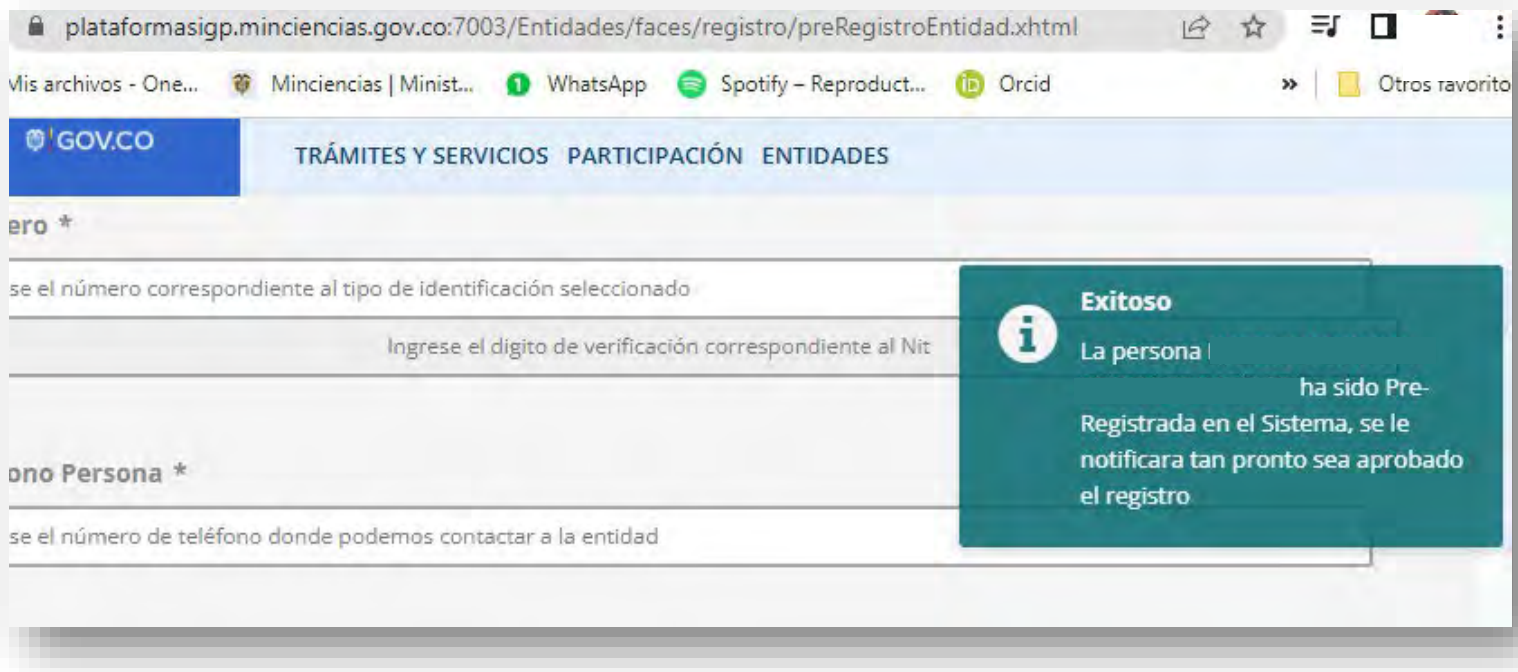 plataformasigp.minciencias.gov.co:7003/Entidades/faces/registro/preRegistroEntidad.xhtml
Mis archivos - One... Minciencias | Minist... 1 WhatsApp Spotify – Reproduct... iD Orcid » Otros favorito
GOV.CO TRÁMITES Y SERVICIOS PARTICIPACIÓN ENTIDADES
ero *
se el número correspondiente al tipo de identificación seleccionado
Ingrese el digito de verificación correspondiente al Nit
ono Persona *
se el número de teléfono donde podemos contactar a la entidad
Exitoso
La persona
ha sido Pre-
Registrada en el Sistema, se le
notificara tan pronto sea aprobado
el registro